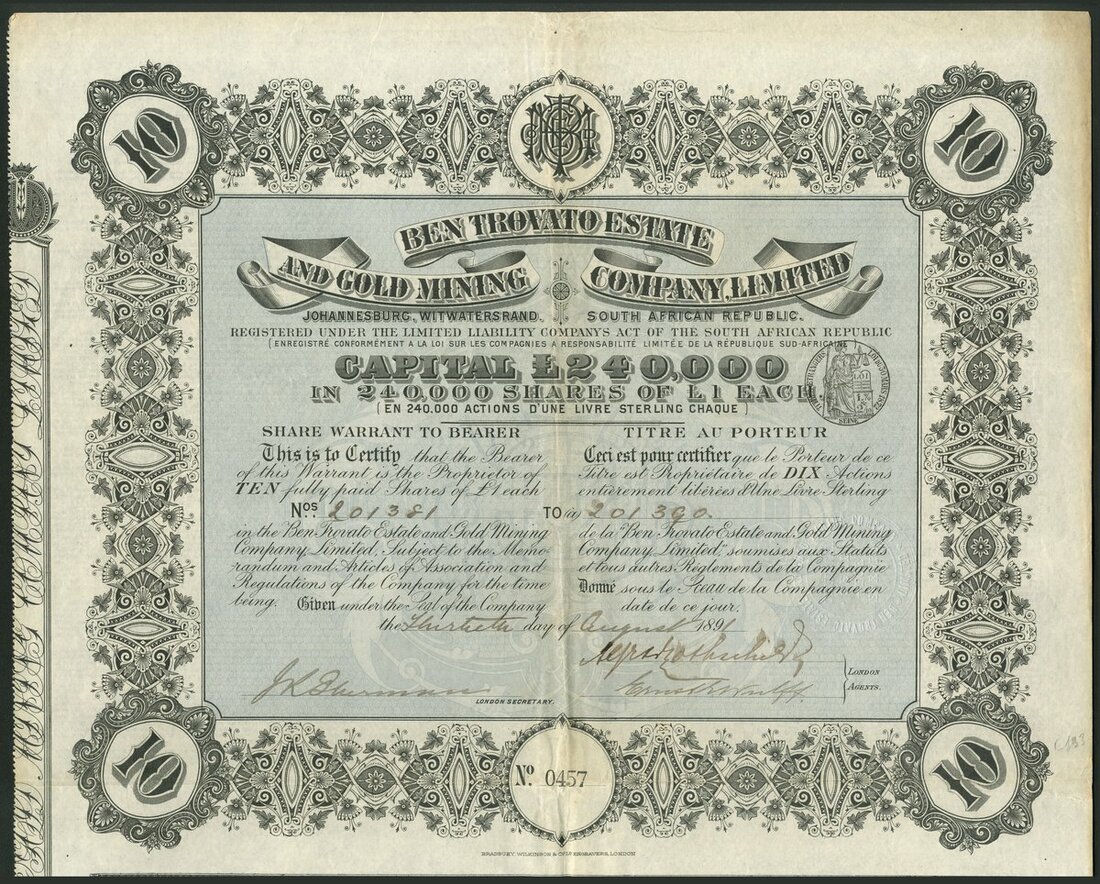 10
10
BEN TROVATO ESTATE
AND GOLD MINING COMPANY, LIMITED
JOHANNESBURG, WITWATERSRAND. SOUTH AFRICAN REPUBLIC.
REGISTERED UNDER THE LIMITED LIABILITY COMPANYS ACT OF THE SOUTH AFRICAN REPUBLIC
(ENREGISTRÉ CONFORMÉMENT A LA LOI SUR LES COMPAGNIES A RESPONSABILITÉ LIMITÉE DE LA RÉPUBLIQUE SUD-AFRICAINE)
CAPITAL £240,000
IN 240,000 SHARES OF £1 EACH.
(EN 240.000 ACTIONS D'UNE LIVRE STERLING CHAQUE)
SHARE WARRANT TO BEARER
This is to Certify that the Bearer
of this Warrant is the Proprietor of
TEN fully paid Shares of £1 each
Nos. 201381 TO (a) 201390
in the Ben Trovato Estate and Gold Mining
Company, Limited, Subject to the Memo-
randum and Articles of Association and
Regulations of the Company for the time
being. Given under the Seal of the Company
TITRE AU PORTEUR
Ceci est pour certifier que le Porteur de ce
Titre est Propriétaire de DIX Actions
entièrement libérées d'Une Livre Sterling
de la "Ben Trovato Estate and Gold Mining
Company, Limited," soumises aux Statuts
et tous autres Règlements de la Compagnie
Donné sous le Sceau de la Compagnie en
date de ce jour.
the Thirtieth day of August 1891
LONDON SECRETARY.
LONDON
AGENTS.
10
No. 0457
10
BRADBURY, WILKINSON & Co. Ld. ENGRAVERS, LONDON